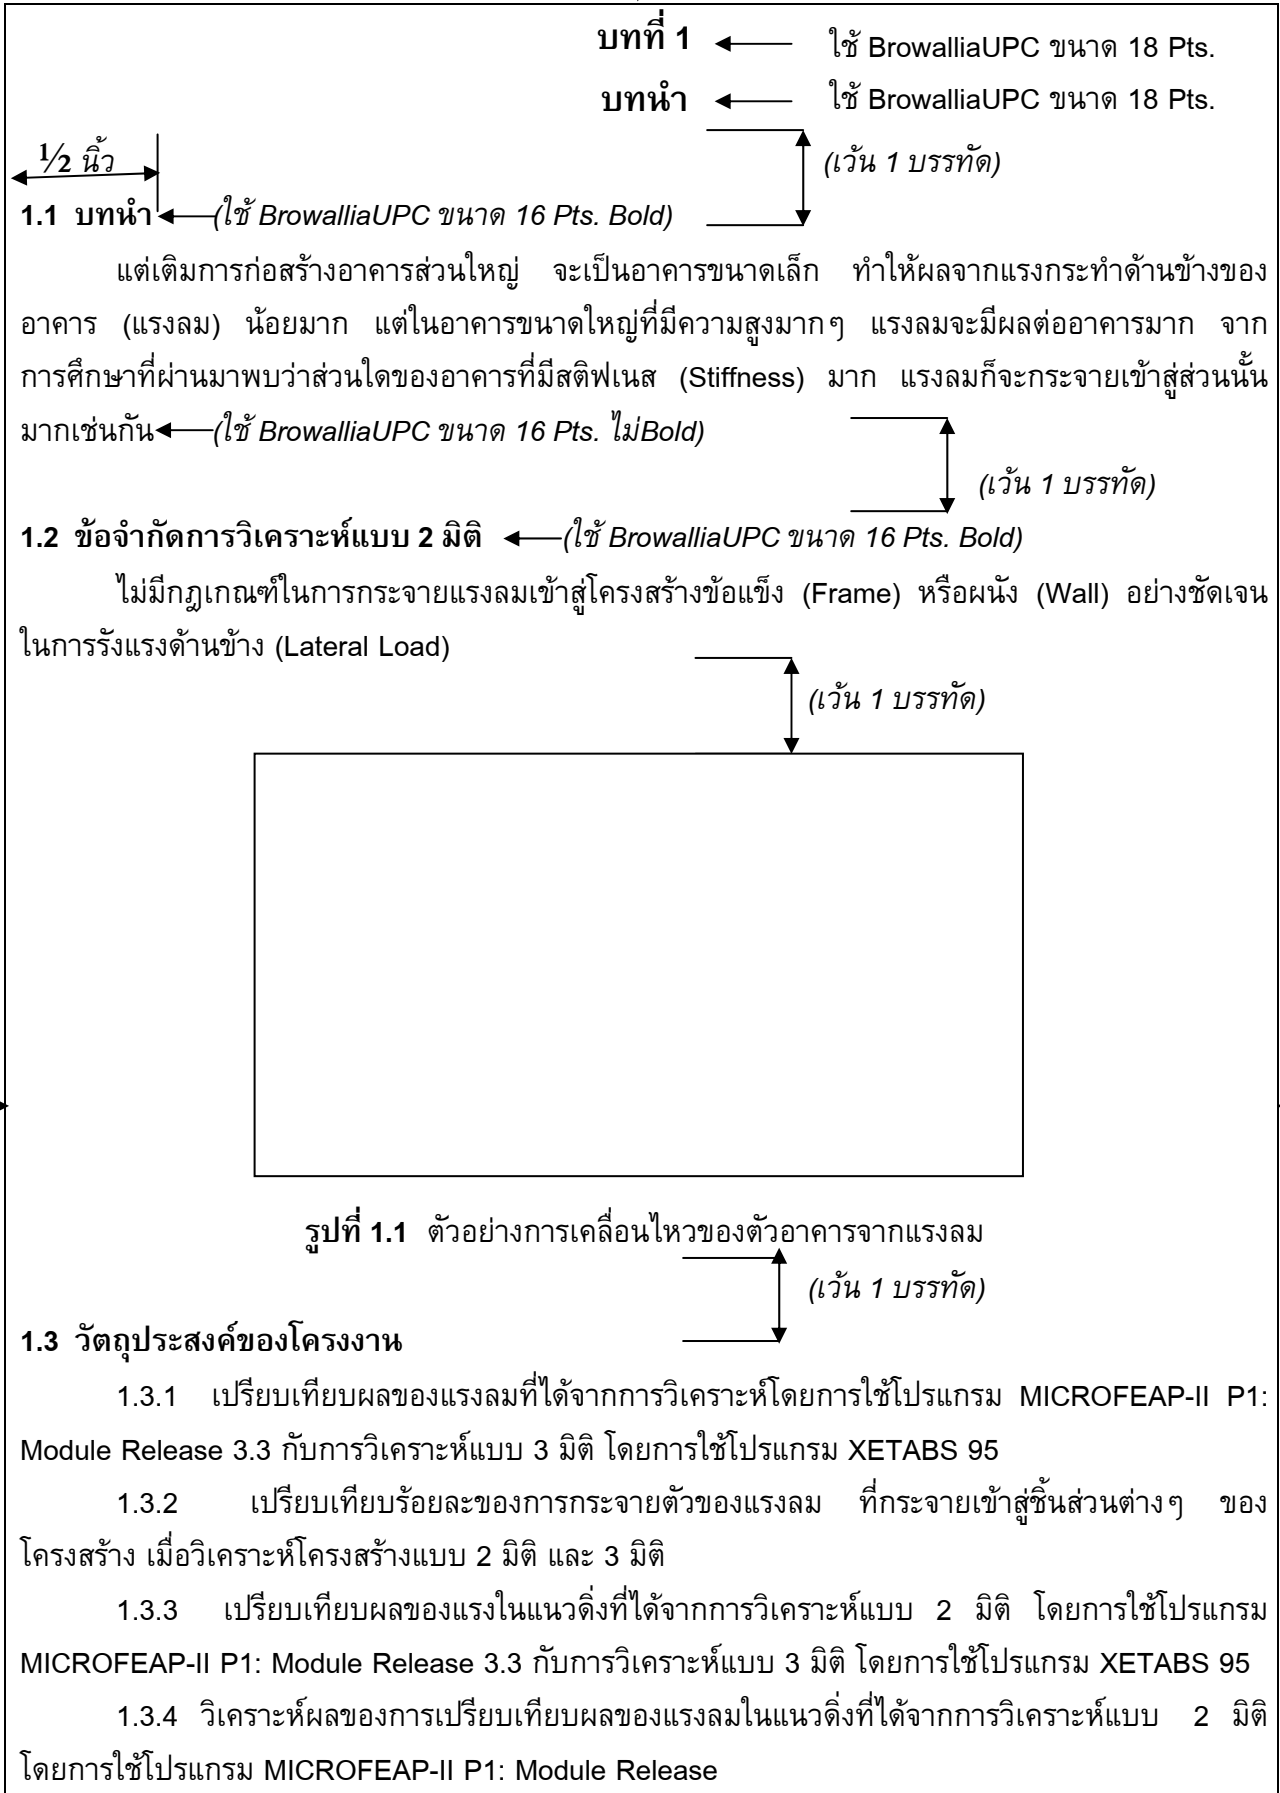 บทที่ 1 ใช้ BrowalliaUPC ขนาด 18 Pts.
บทนำ ใช้ BrowalliaUPC ขนาด 18 Pts.
½ นิ้ว (เว้น 1 บรรทัด)
1.1 บทนำ (ใช้ BrowalliaUPC ขนาด 16 Pts. Bold)
แต่เติมการก่อสร้างอาคารส่วนใหญ่ จะเป็นอาคารขนาดเล็ก ทำให้ผลจากแรงกระทำด้านข้างของ
อาคาร (แรงลม) น้อยมาก แต่ในอาคารขนาดใหญ่ที่มีความสูงมากๆ แรงลมจะมีผลต่ออาคารมาก จาก
การศึกษาที่ผ่านมาพบว่าส่วนใดของอาคารที่มีสติฟเนส (Stiffness) มาก แรงลมก็จะกระจายเข้าสู่ส่วนนั้น
มากเช่นกัน (ใช้ BrowalliaUPC ขนาด 16 Pts. ไม่Bold)
(เว้น 1 บรรทัด)
1.2 ข้อจำกัดการวิเคราะห์แบบ 2 มิติ (ใช้ BrowalliaUPC ขนาด 16 Pts. Bold)
ไม่มีกฎเกณฑ์ในการกระจายแรงลมเข้าสู่โครงสร้างข้อแข็ง (Frame) หรือผนัง (Wall) อย่างชัดเจน
ในการรังแรงด้านข้าง (Lateral Load)
(เว้น 1 บรรทัด)
รูปที่ 1.1 ตัวอย่างการเคลื่อนไหวของตัวอาคารจากแรงลม
(เว้น 1 บรรทัด)
1.3 วัตถุประสงค์ของโครงงาน
1.3.1 เปรียบเทียบผลของแรงลมที่ได้จากการวิเคราะห์โดยการใช้โปรแกรม MICROFEAP-II P1:
Module Release 3.3 กับการวิเคราะห์แบบ 3 มิติ โดยการใช้โปรแกรม XETABS 95
1.3.2 เปรียบเทียบร้อยละของการกระจายตัวของแรงลม ที่กระจายเข้าสู่ชิ้นส่วนต่างๆ ของ
โครงสร้าง เมื่อวิเคราะห์โครงสร้างแบบ 2 มิติ และ 3 มิติ
1.3.3 เปรียบเทียบผลของแรงในแนวดิ่งที่ได้จากการวิเคราะห์แบบ 2 มิติ โดยการใช้โปรแกรม
MICROFEAP-II P1: Module Release 3.3 กับการวิเคราะห์แบบ 3 มิติ โดยการใช้โปรแกรม XETABS 95
1.3.4 วิเคราะห์ผลของการเปรียบเทียบผลของแรงลมในแนวดิ่งที่ได้จากการวิเคราะห์แบบ 2 มิติ
โดยการใช้โปรแกรม MICROFEAP-II P1: Module Release